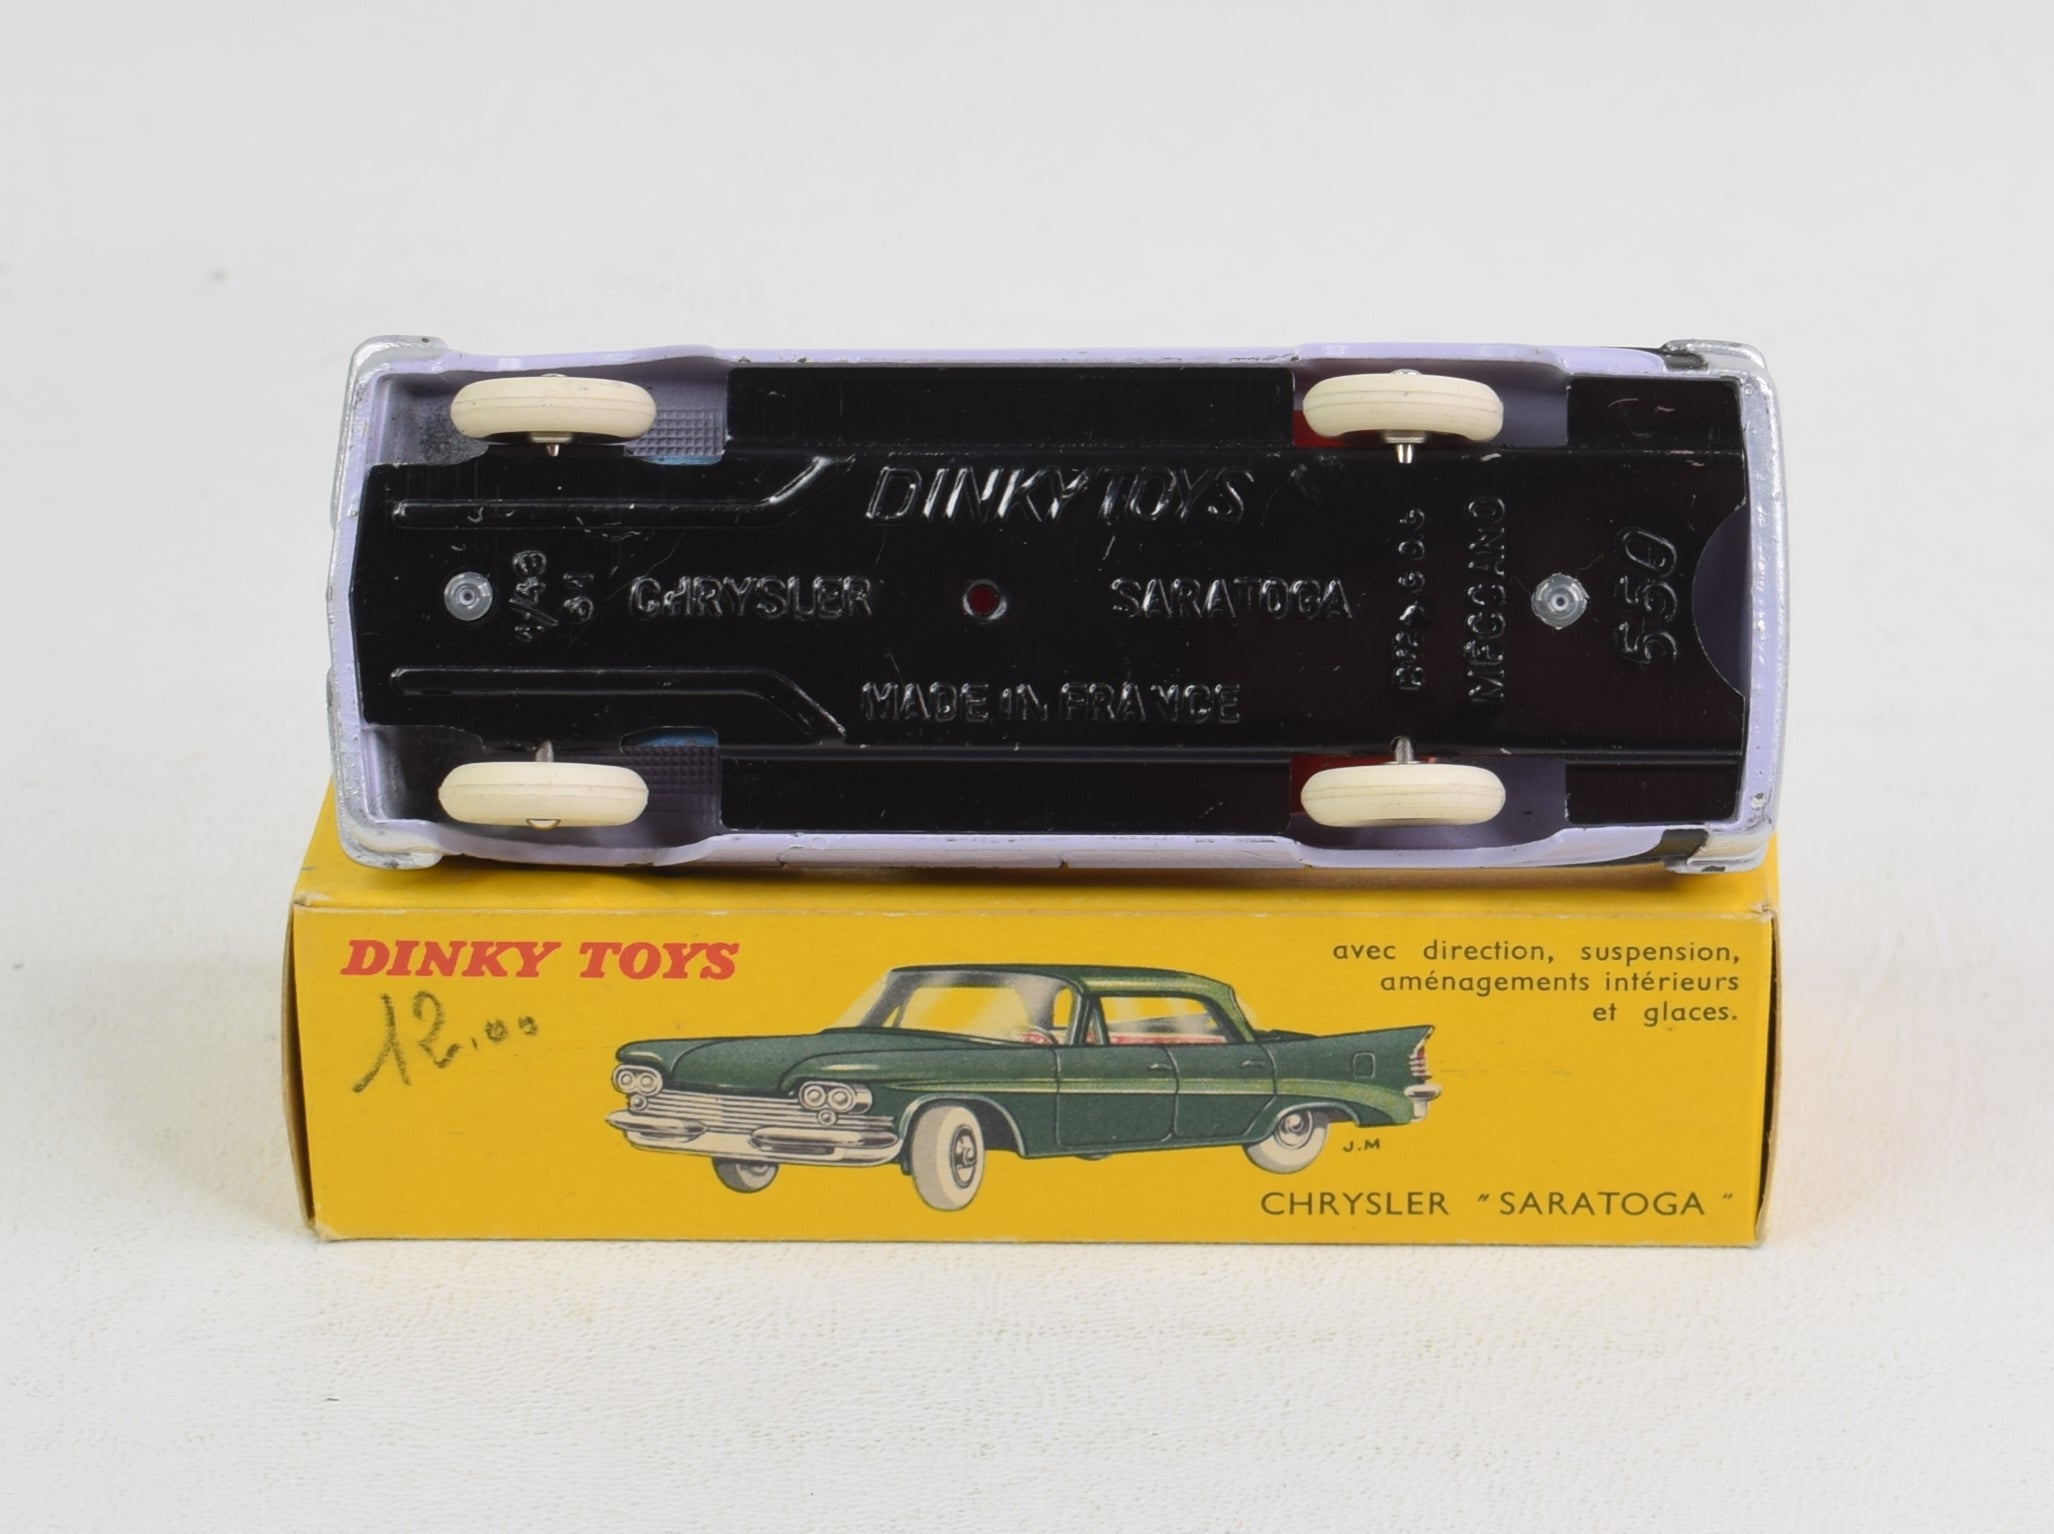 DINKY TOYS
1/43
61
CHRYSLER
SARATOGA
MADE IN FRANCE
MECCANO
550
DINKY TOYS
12.00
avec direction, suspension,
aménagements intérieurs
et glaces.
J.M
CHRYSLER "SARATOGA"